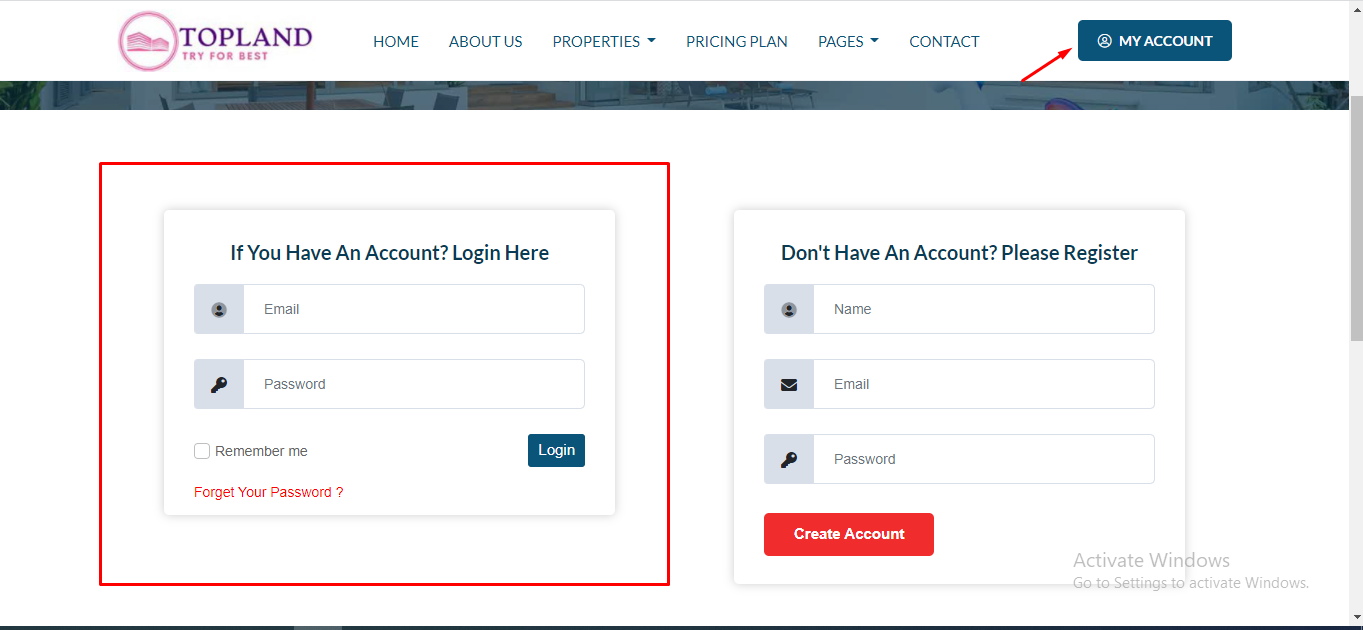 TOPLAND
TRY FOR BEST
HOME ABOUT US PROPERTIES PRICING PLAN PAGES CONTACT MY ACCOUNT
If You Have An Account? Login Here
Email
Password
Remember me Login
Forget Your Password ?
Don't Have An Account? Please Register
Name
Email
Password
Create Account
Activate Windows
Go to Settings to activate Windows.